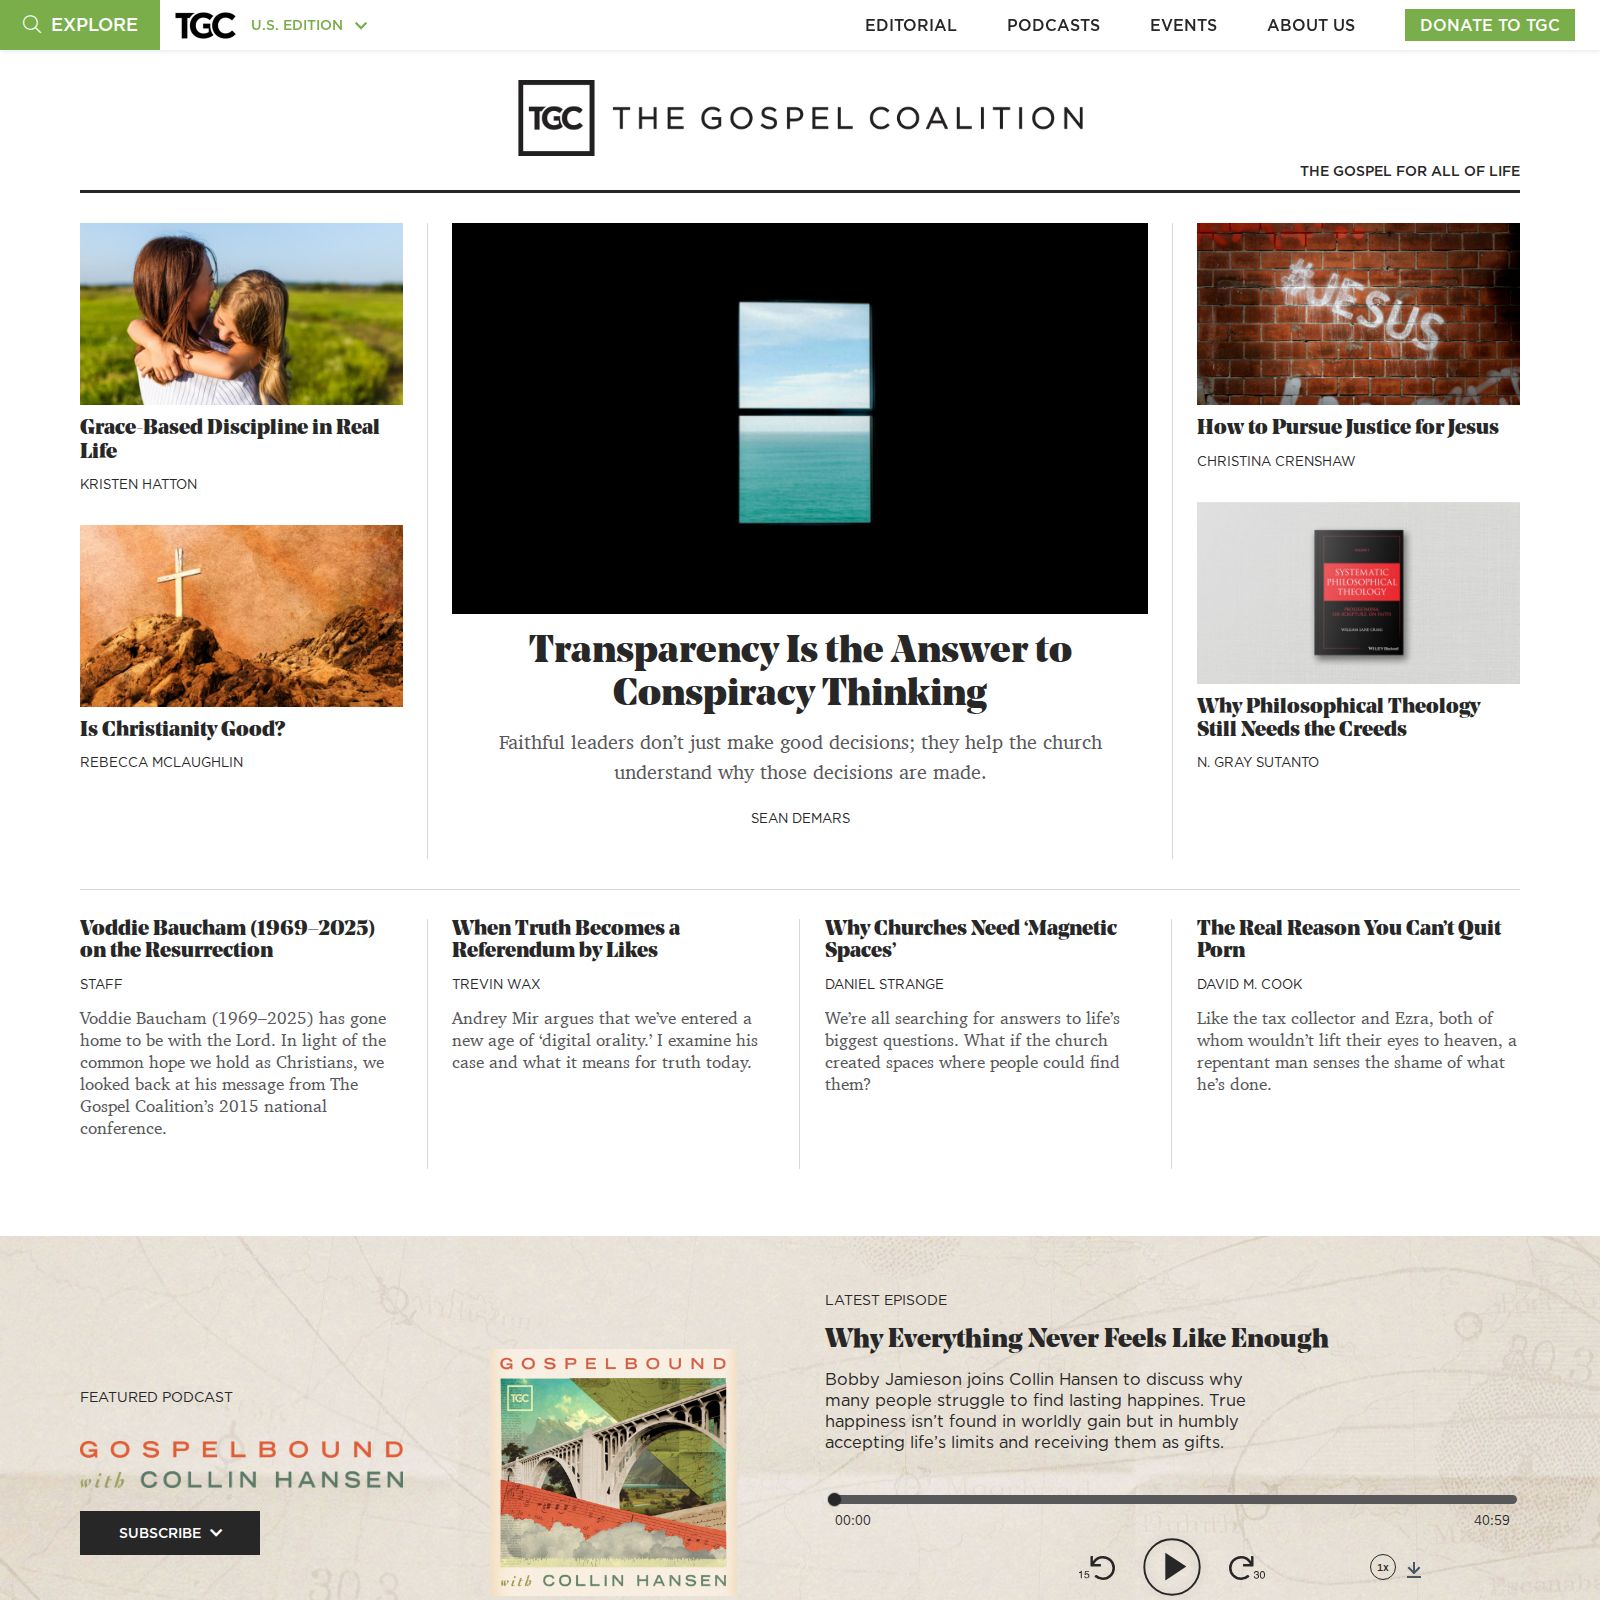 EXPLORE
TGC
U.S. EDITION
EDITORIAL
PODCASTS
EVENTS
ABOUT US
DONATE TO TGC
TGC THE GOSPEL COALITION
THE GOSPEL FOR ALL OF LIFE
Grace-Based Discipline in Real
Life
KRISTEN HATTON
Is Christianity Good?
REBECCA MCLAUGHLIN
Transparency Is the Answer to
Conspiracy Thinking
Faithful leaders don’t just make good decisions; they help the church
understand why those decisions are made.
SEAN DEMARS
#JESUS
How to Pursue Justice for Jesus
CHRISTINA CRENSHAW
SYSTEMATIC
PHILOSOPHICAL
THEOLOGY
WILLIAM LANE CRAIG
Why Philosophical Theology
Still Needs the Creeds
N. GRAY SUTANTO
Voddie Baucham (1969–2025)
on the Resurrection
STAFF
Voddie Baucham (1969–2025) has gone
home to be with the Lord. In light of the
common hope we hold as Christians, we
looked back at his message from The
Gospel Coalition’s 2015 national
conference.
When Truth Becomes a
Referendum by Likes
TREVIN WAX
Andrey Mir argues that we’ve entered a
new age of ‘digital orality.’ I examine his
case and what it means for truth today.
Why Churches Need ‘Magnetic
Spaces’
DANIEL STRANGE
We’re all searching for answers to life’s
biggest questions. What if the church
created spaces where people could find
them?
The Real Reason You Can’t Quit
Porn
DAVID M. COOK
Like the tax collector and Ezra, both of
whom wouldn’t lift their eyes to heaven, a
repentant man senses the shame of what
he’s done.
FEATURED PODCAST
GOSPELBOUND
with COLLIN HANSEN
SUBSCRIBE
GOSPELBOUND
TGC
with COLLIN HANSEN
LATEST EPISODE
Why Everything Never Feels Like Enough
Bobby Jamieson joins Collin Hansen to discuss why
many people struggle to find lasting happines. True
happiness isn’t found in worldly gain but in humbly
accepting life’s limits and receiving them as gifts.
00:00
40:59
15
30
1x
30.3